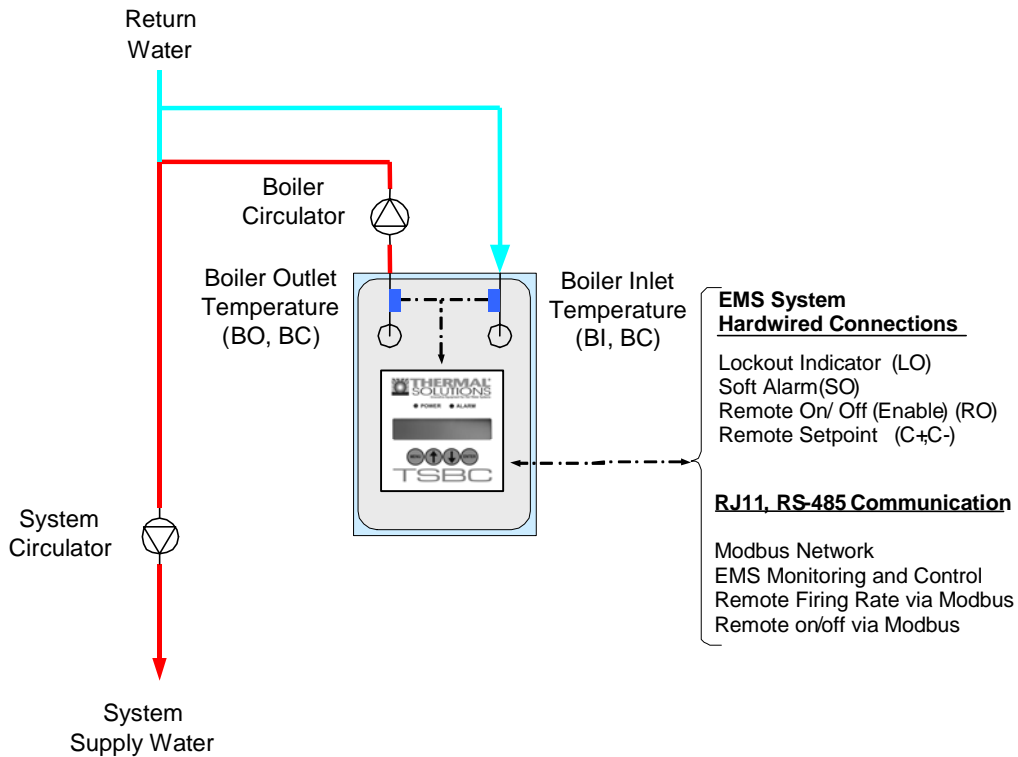 Return
Water
Boiler
Circulator
Boiler Outlet
Temperature
(BO, BC)
Boiler Inlet
Temperature
(BI, BC)
THERMAL
SOLUTIONS
POWER ALARM
MENU ENTER
TSBC
EMS System
Hardwired Connections
Lockout Indicator (LO)
Soft Alarm(SO)
Remote On/ Off (Enable) (RO)
Remote Setpoint (C+,C-)
RJ11, RS-485 Communication
Modbus Network
EMS Monitoring and Control
Remote Firing Rate via Modbus
Remote on/off via Modbus
System
Circulator
System
Supply Water